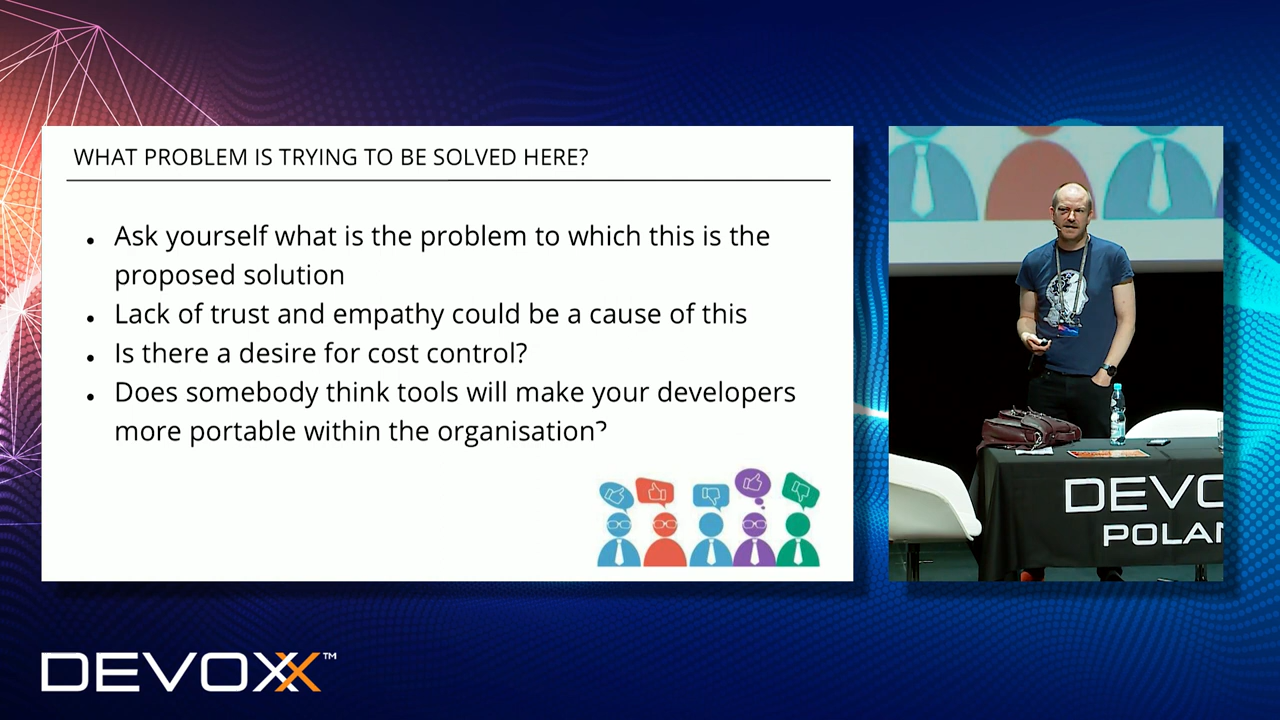 WHAT PROBLEM IS TRYING TO BE SOLVED HERE?
Ask yourself what is the problem to which this is the
proposed solution
Lack of trust and empathy could be a cause of this
Is there a desire for cost control?
Does somebody think tools will make your developers
more portable within the organisation?
DEVO
POLAN
DEVOXX™